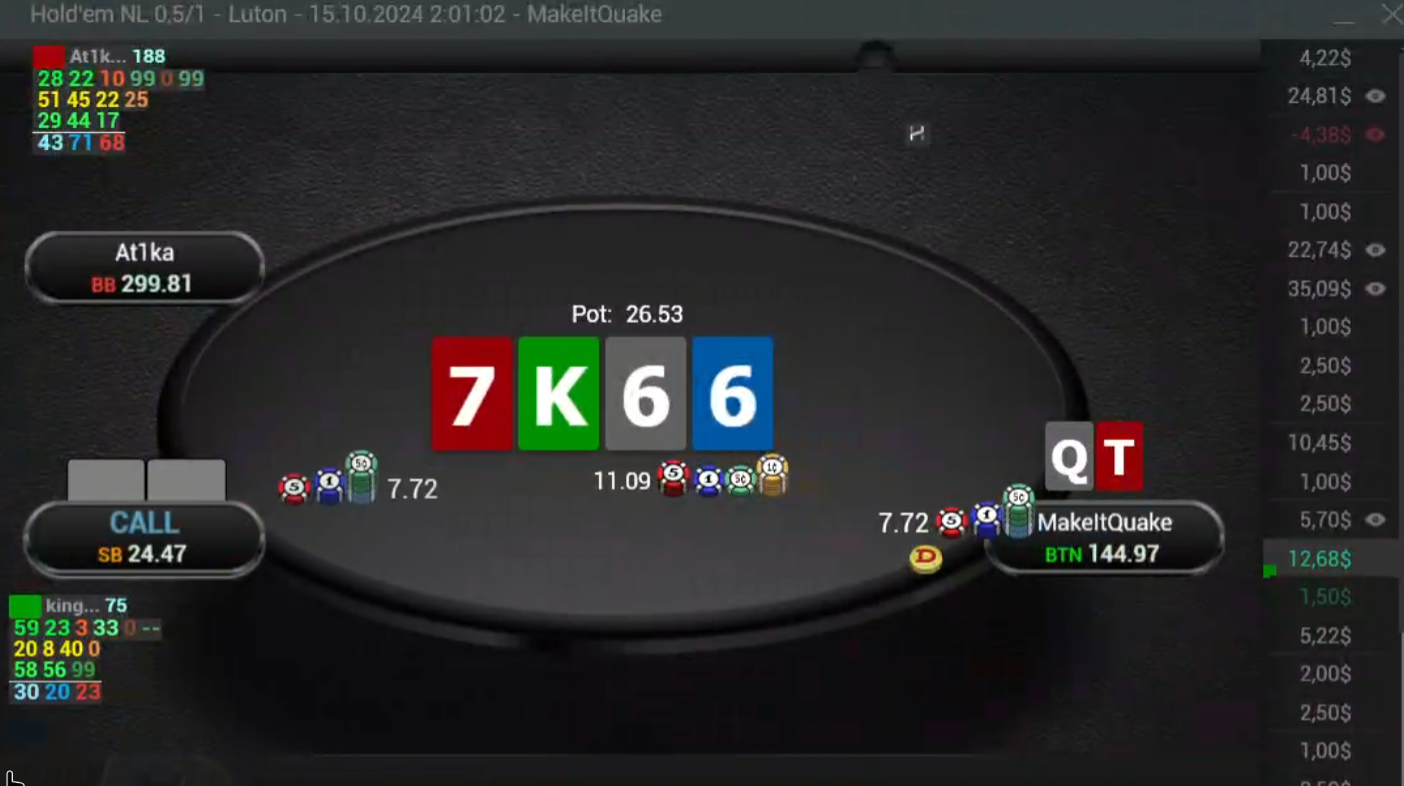 Hold'em NL 0,5/1 - Luton - 15.10.2024 2:01:02 - MakeItQuake
At1k... 188
28 22 10 99 0 99
51 45 22 25
29 44 17
43 71 68
At1ka
BB 299.81
Pot: 26.53
7 K 6 6
Q T
7.72
11.09
7.72
CALL
SB 24.47
D
MakeItQuake
BTN 144.97
king... 75
59 23 3 33 0 --
20 8 40 0
58 56 99
30 20 23
4,22$
24,81$
-4,38$
1,00$
1,00$
22,74$
35,09$
1,00$
2,50$
2,50$
10,45$
1,00$
5,70$
12,68$
1,50$
5,22$
2,00$
2,50$
1,00$